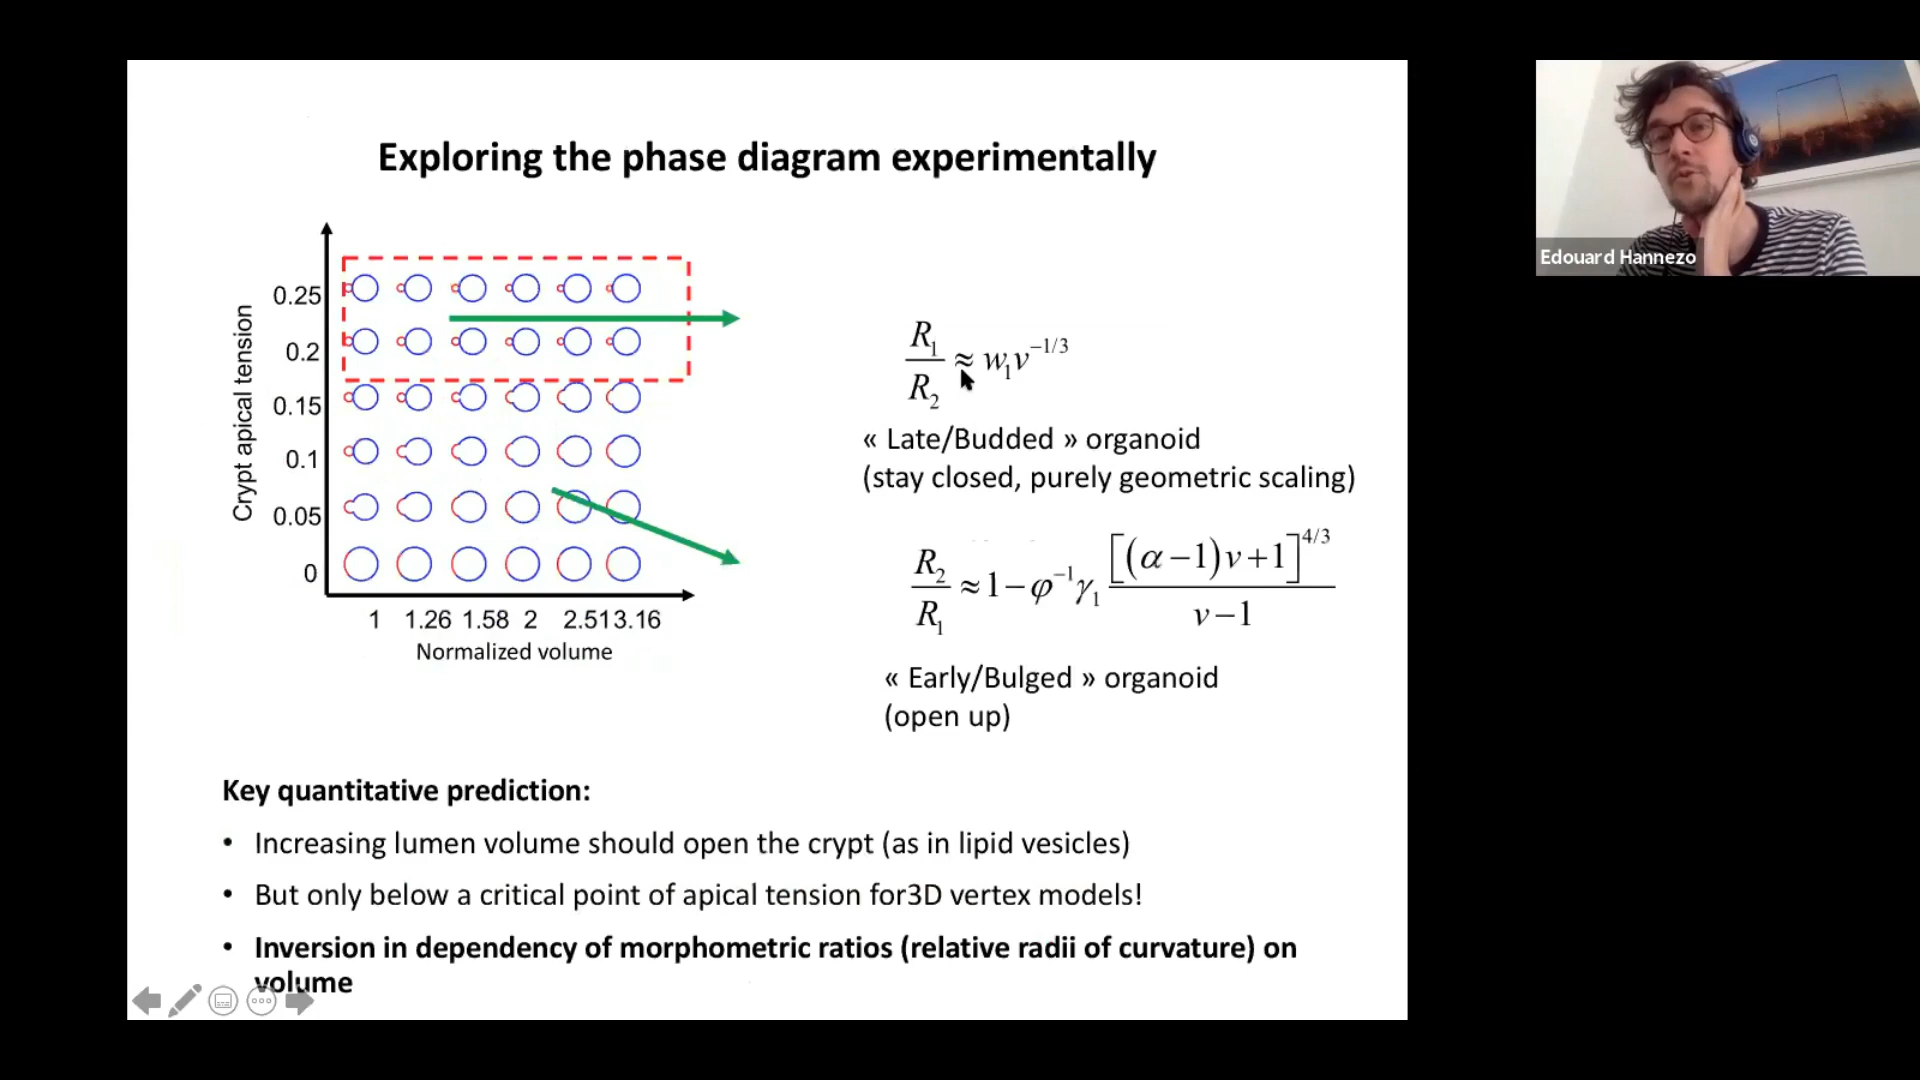 Exploring the phase diagram experimentally
Crypt apical tension
0.25
0.2
0.15
0.1
0.05
0
1 1.26 1.58 2 2.513.16
Normalized volume
R₁/R₂ ≈ w₁v^−1/3
« Late/Budded » organoid
(stay closed, purely geometric scaling)
R₂/R₁ ≈ 1 − φ⁻¹γ₁ [(α−1)v+1]^4/3 / v−1
« Early/Bulged » organoid
(open up)
Key quantitative prediction:
• Increasing lumen volume should open the crypt (as in lipid vesicles)
• But only below a critical point of apical tension for3D vertex models!
• Inversion in dependency of morphometric ratios (relative radii of curvature) on
volume
Edouard Hannezo